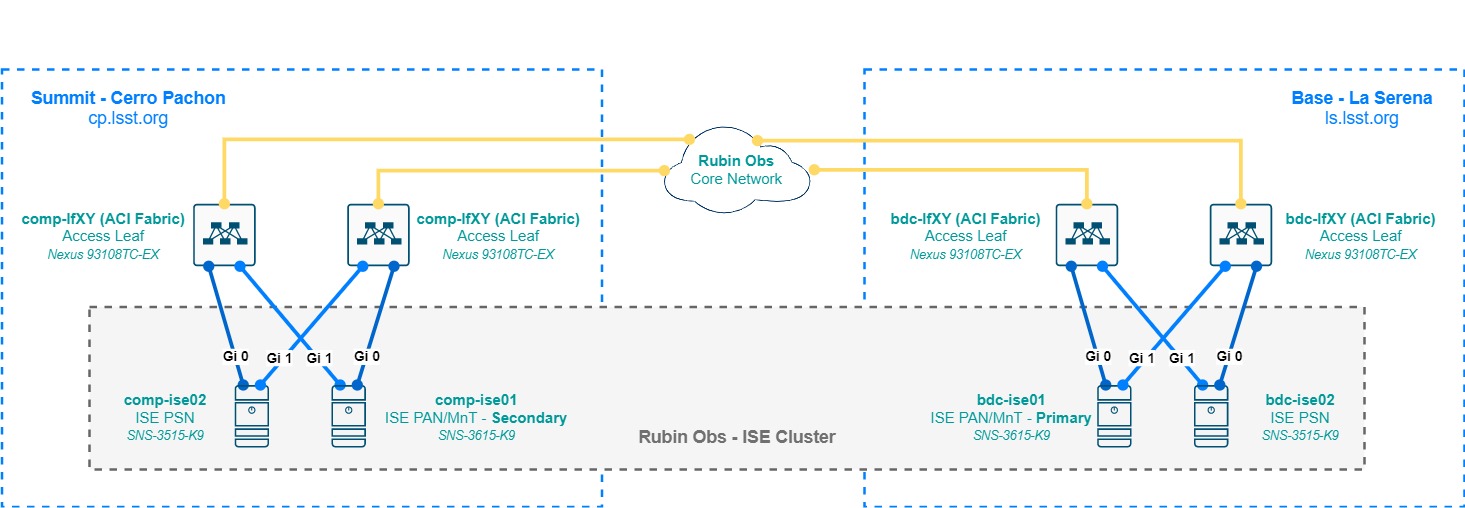 Summit - Cerro Pachon
cp.lsst.org
Base - La Serena
ls.lsst.org
Rubin Obs
Core Network
comp-lfXY (ACI Fabric)
Access Leaf
Nexus 93108TC-EX
comp-lfXY (ACI Fabric)
Access Leaf
Nexus 93108TC-EX
bdc-lfXY (ACI Fabric)
Access Leaf
Nexus 93108TC-EX
bdc-lfXY (ACI Fabric)
Access Leaf
Nexus 93108TC-EX
Gi 0
Gi 1
Gi 1
Gi 0
Gi 0
Gi 1
Gi 1
Gi 0
comp-ise02
ISE PSN
SNS-3515-K9
comp-ise01
ISE PAN/MnT - Secondary
SNS-3615-K9
Rubin Obs - ISE Cluster
bdc-ise01
ISE PAN/MnT - Primary
SNS-3615-K9
bdc-ise02
ISE PSN
SNS-3515-K9